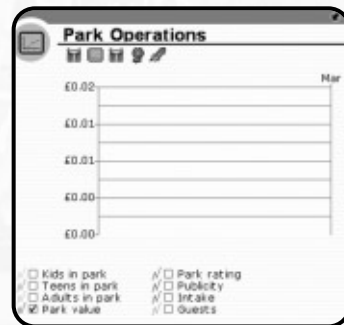 Park Operations
Mar
£0.02
£0.01
£0.01
£0.00
£0.00
Kids in park
Teens in park
Adults in park
Park value
Park rating
Publicity
Intake
Guests